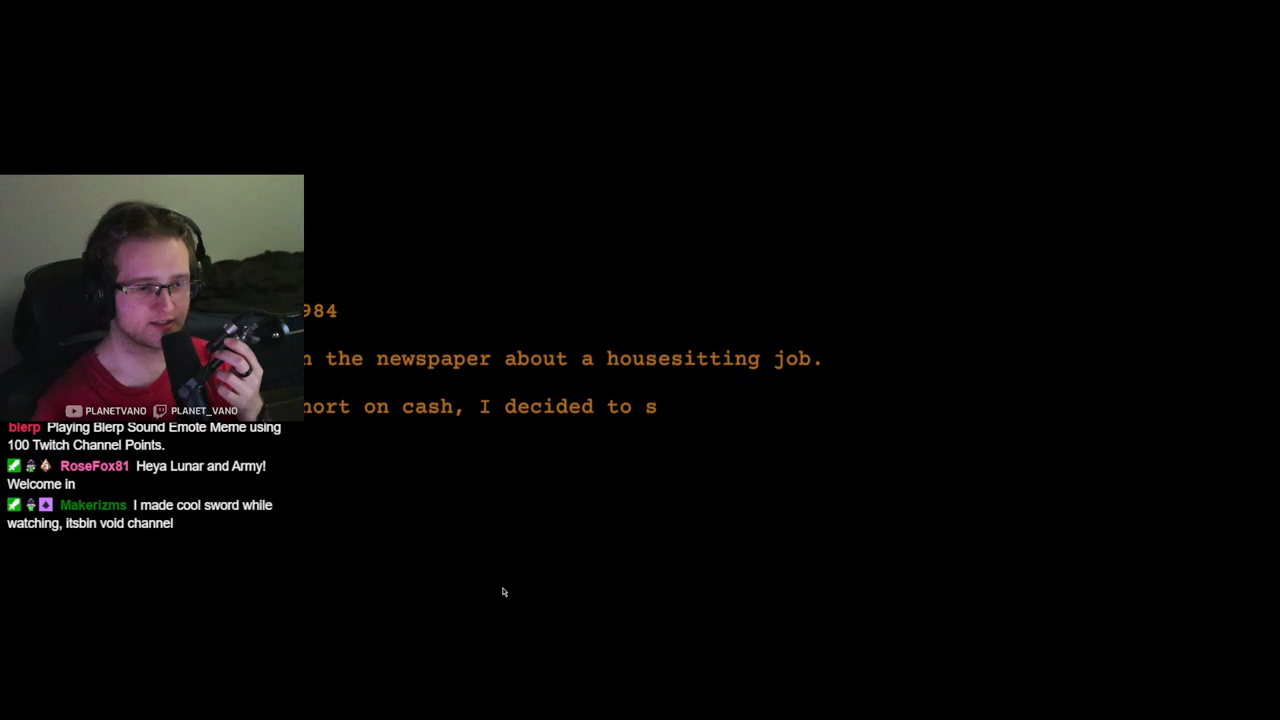 984
the newspaper about a housesitting job.
on cash, I decided to s
PLANETVANO PLANET_VANO
blerp Playing Blerp Sound Emote Meme using
100 Twitch Channel Points.
RoseFox81 Heya Lunar and Army!
Welcome in
Makerizms I made cool sword while
watching, itsbin void channel